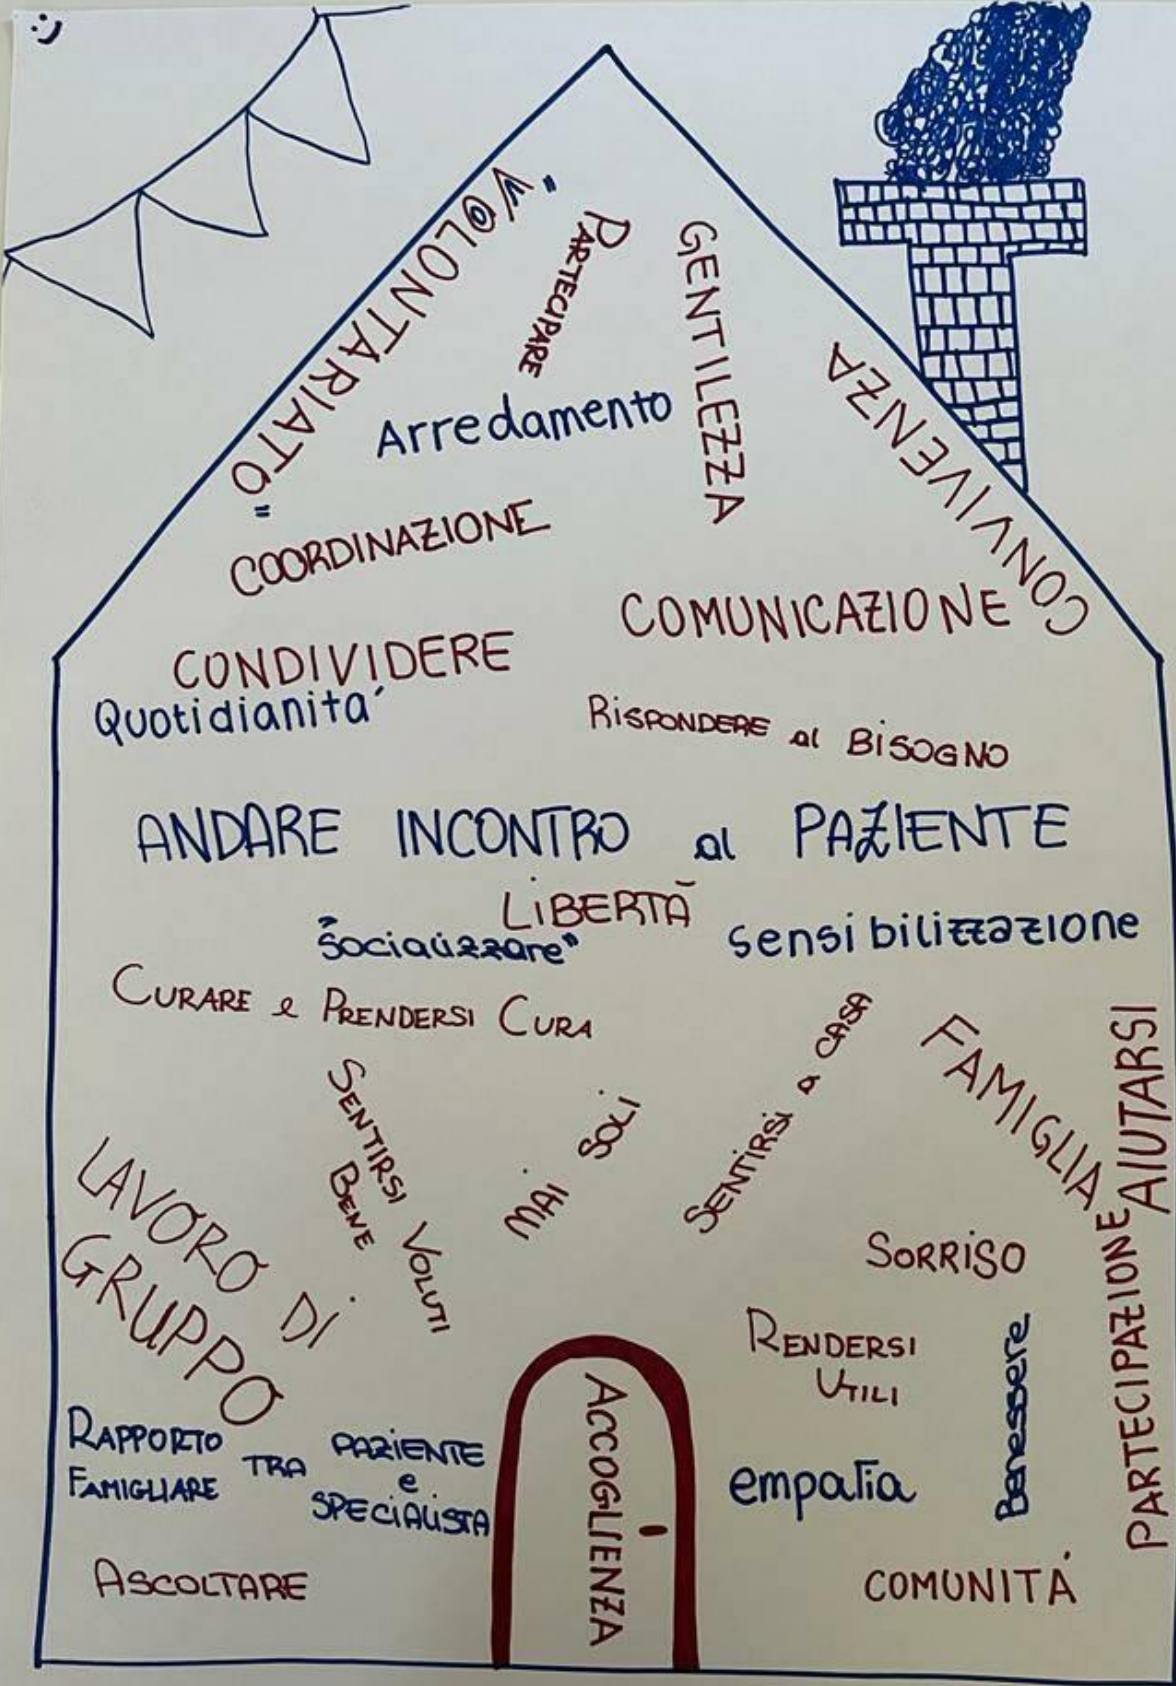 :)
"V@LONTARIATO"
PARTECIPARE
GENTILEZZA
CONVIVENZA
Arredamento
COORDINAZIONE
COMUNICAZIONE
CONDIVIDERE
Quotidianità
RISPONDERE al BISOGNO
ANDARE INCONTRO al PAZIENTE
LIBERTÀ
"Socializzare"
sensibilizzazione
CURARE e PRENDERSI CURA
SENTIRSI VOLUTI
BENE
MAI SOLI
SENTIRSI a CASA
FAMIGLIA
AIUTARSI
LAVORO DI
GRUPPO
SORRISO
PARTECIPAZIONE
RENDERSI
UTILI
Benessere
RAPPORTO
FAMIGLIARE
TRA
PAZIENTE
e
SPECIALISTA
ACCOGLIENZA
empatia
ASCOLTARE
COMUNITÀ